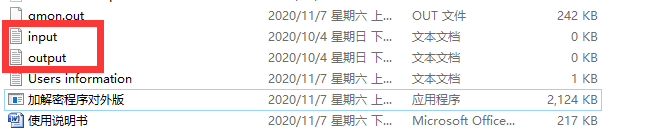 gmon.out 2020/11/7 星期六 上... OUT 文件 242 KB
input 2020/10/4 星期日 上... 文本文档 0 KB
output 2020/10/4 星期日 上... 文本文档 0 KB
Users information 2020/11/7 星期六 上... 文本文档 1 KB
加解密程序对外版 2020/11/7 星期六 上... 应用程序 2,124 KB
使用说明书 2020/11/7 星期六 下... Microsoft Office... 217 KB